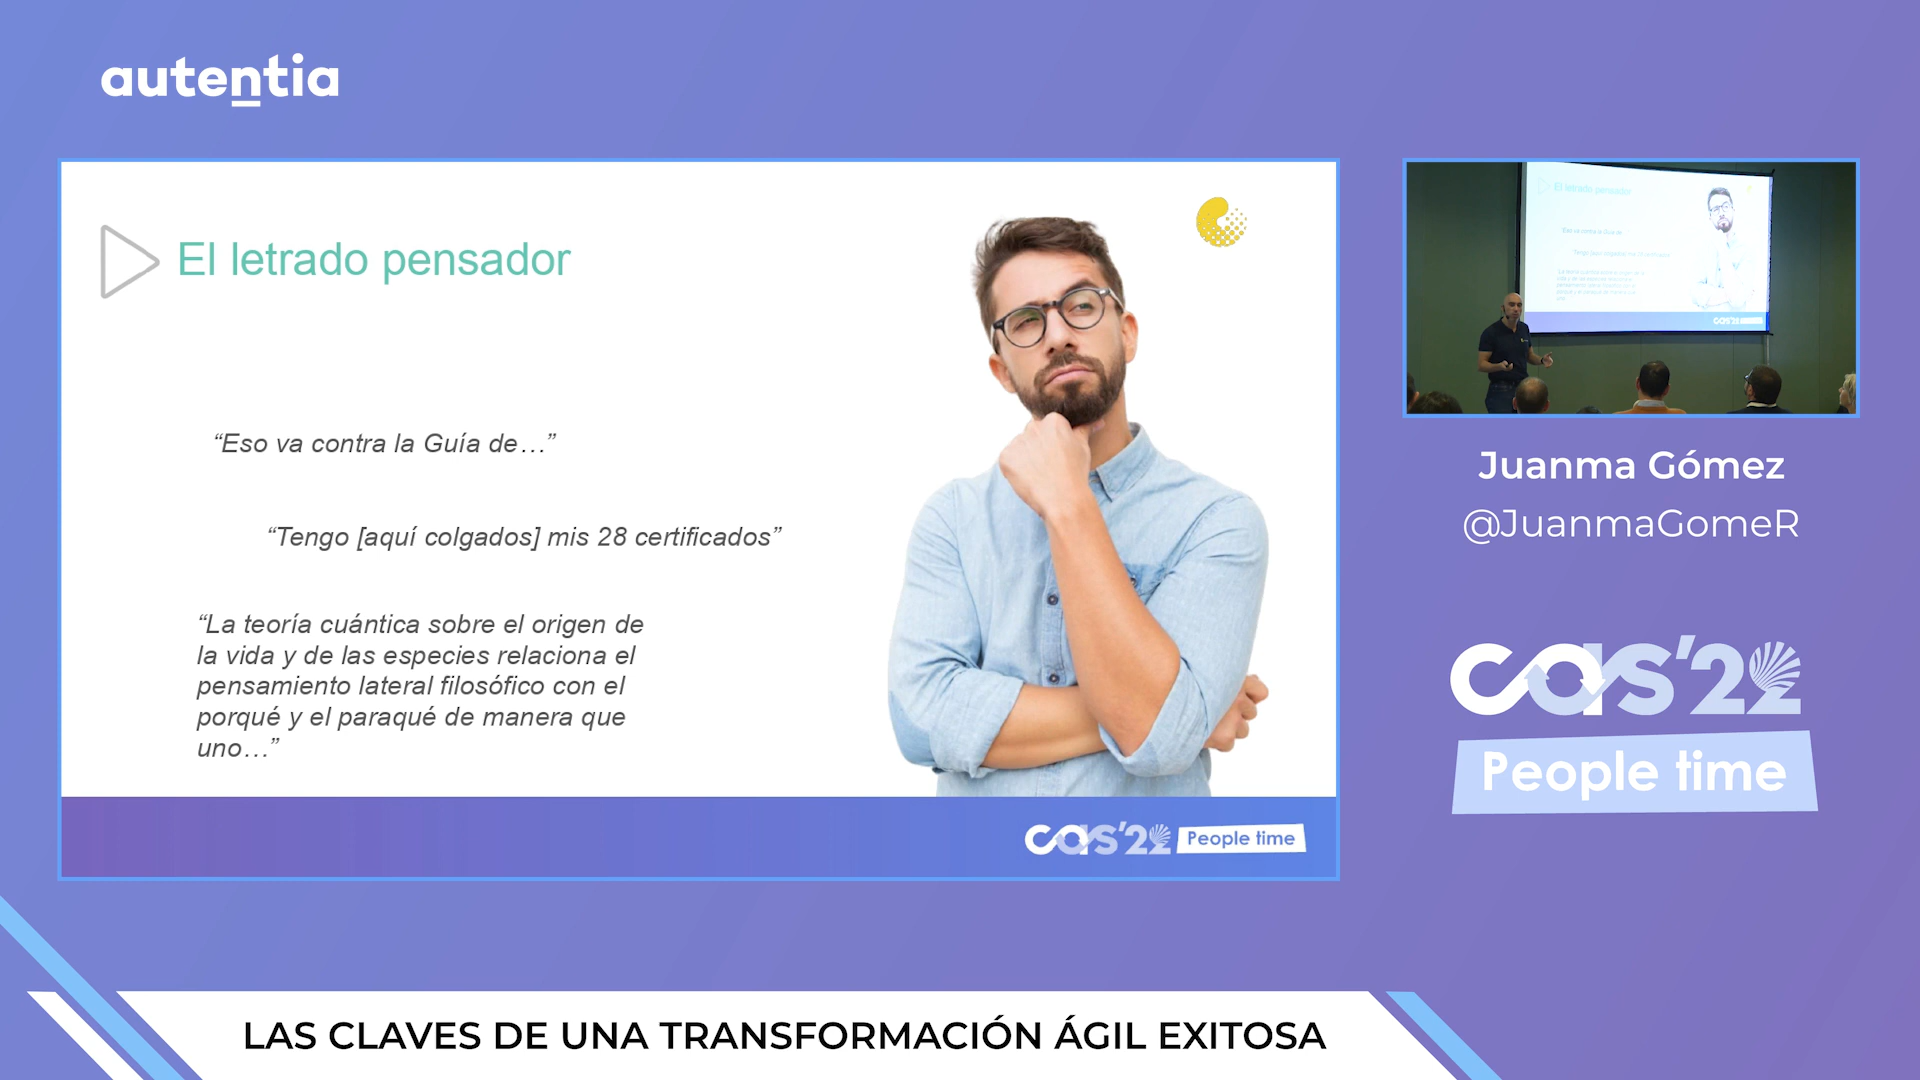 autentia
El letrado pensador
“Eso va contra la Guía de…”
“Tengo [aquí colgados] mis 28 certificados”
“La teoría cuántica sobre el origen de
la vida y de las especies relaciona el
pensamiento lateral filosófico con el
porqué y el paraqué de manera que
uno…”
cas'22 People time
El letrado pensador
Juanma Gómez
@JuanmaGomeR
cas'22
People time
LAS CLAVES DE UNA TRANSFORMACIÓN ÁGIL EXITOSA